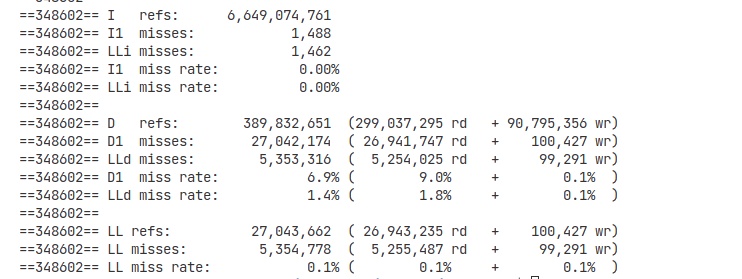 ==348602== I   refs:      6,649,074,761
==348602== I1  misses:            1,488
==348602== LLi misses:            1,462
==348602== I1  miss rate:          0.00%
==348602== LLi miss rate:          0.00%
==348602==
==348602== D   refs:        389,832,651  (299,037,295 rd   + 90,795,356 wr)
==348602== D1  misses:       27,042,174  ( 26,941,747 rd   +    100,427 wr)
==348602== LLd misses:        5,353,316  (  5,254,025 rd   +     99,291 wr)
==348602== D1  miss rate:           6.9% (        9.0%     +        0.1%  )
==348602== LLd miss rate:           1.4% (        1.8%     +        0.1%  )
==348602==
==348602== LL refs:          27,043,662  ( 26,943,235 rd   +    100,427 wr)
==348602== LL misses:         5,354,778  (  5,255,487 rd   +     99,291 wr)
==348602== LL miss rate:            0.1% (        0.1%     +        0.1%  )